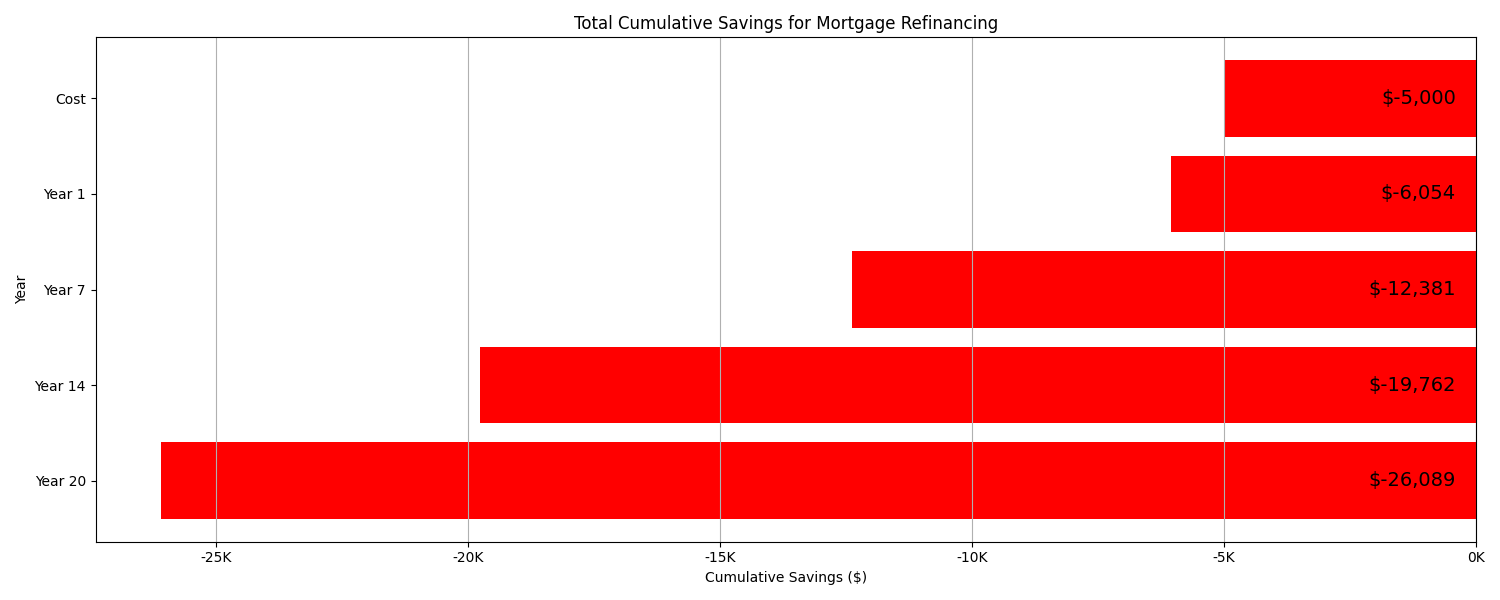 Total Cumulative Savings for Mortgage Refinancing
Year
Cost
$-5,000
Year 1
$-6,054
Year 7
$-12,381
Year 14
$-19,762
Year 20
$-26,089
-25K
-20K
-15K
-10K
-5K
0K
Cumulative Savings ($)